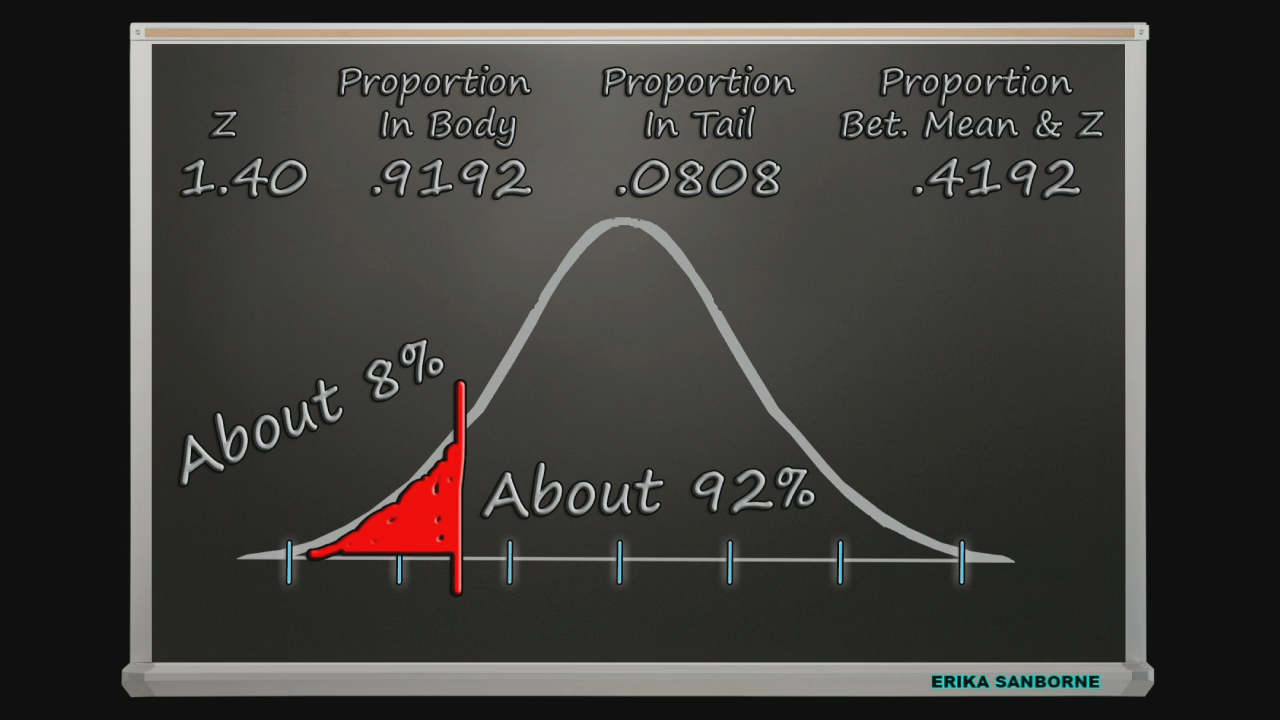 Z
Proportion
In Body
Proportion
In Tail
Proportion
Bet. Mean & Z
1.40 .9192 .0808 .4192
About 8%
About 92%
ERIKA SANBORNE